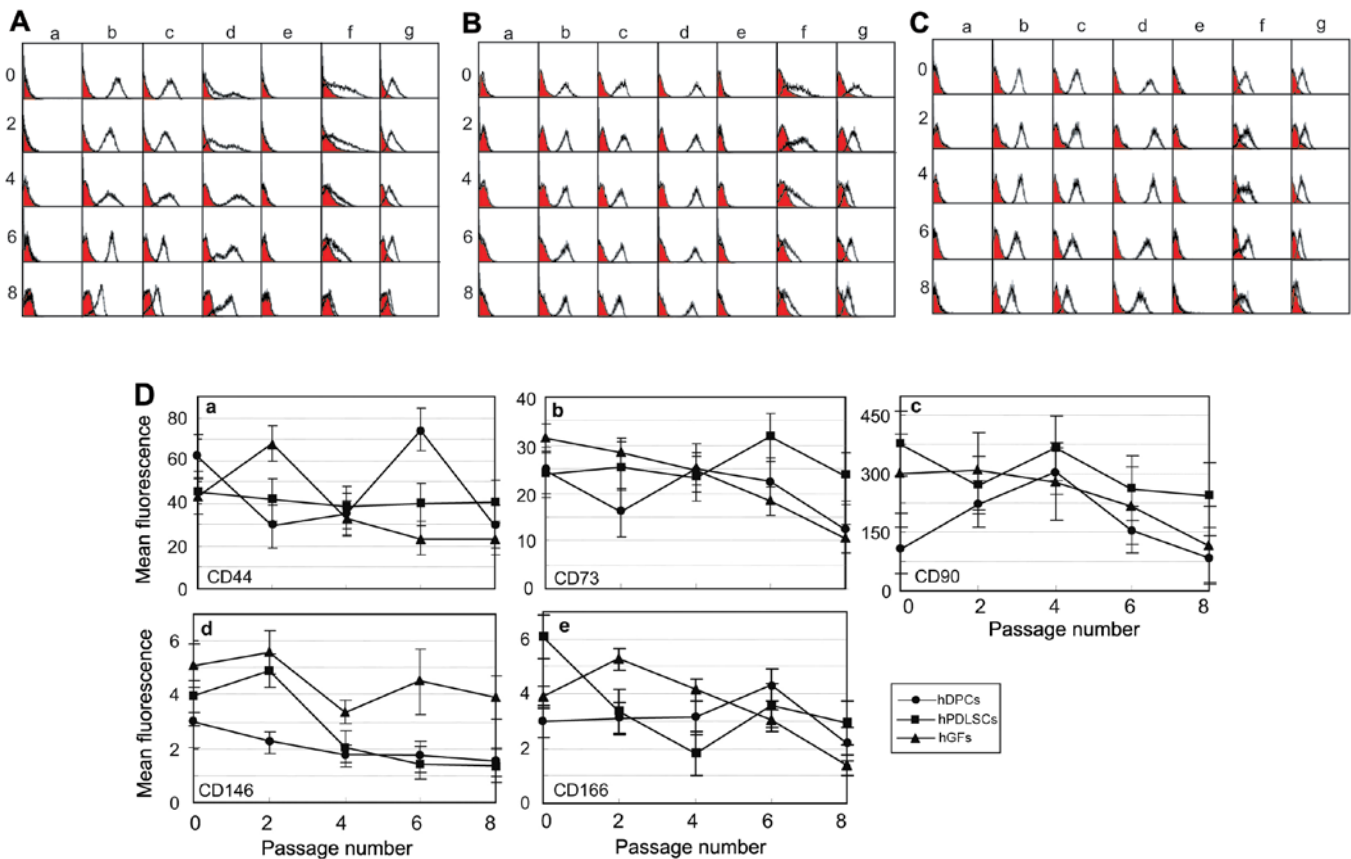 A
a b c d e f g
0
2
4
6
8
B
a b c d e f g
0
2
4
6
8
C
a b c d e f g
0
2
4
6
8
D
a
Mean fluorescence
80
60
40
20
0
CD44
b
40
30
20
10
0
CD73
c
450
300
150
0
CD90
0 2 4 6 8
Passage number
d
Mean fluorescence
6
4
2
0
CD146
0 2 4 6 8
Passage number
e
6
4
2
0
CD166
0 2 4 6 8
Passage number
hDPCs
hPDLSCs
hGFs